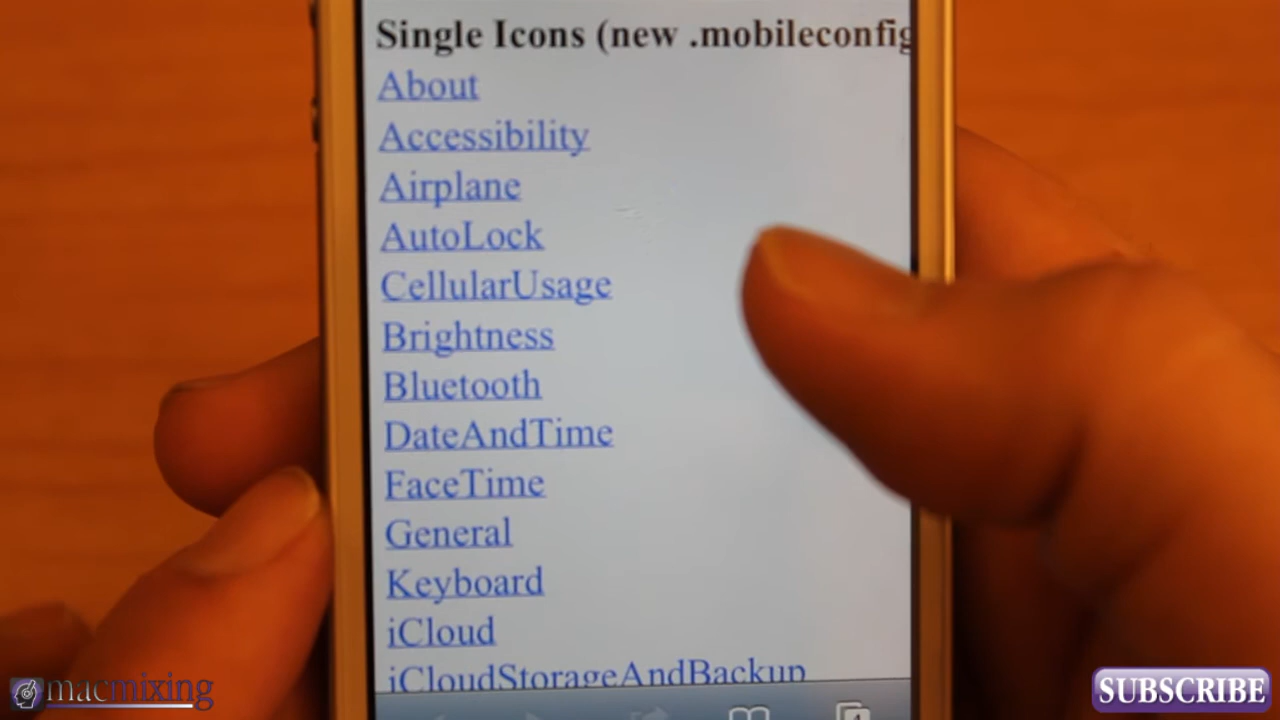 Single Icons (new .mobileconfig
About
Accessibility
Airplane
AutoLock
CellularUsage
Brightness
Bluetooth
DateAndTime
FaceTime
General
Keyboard
iCloud
iCloudStorageAndBackup
macmixing
SUBSCRIBE